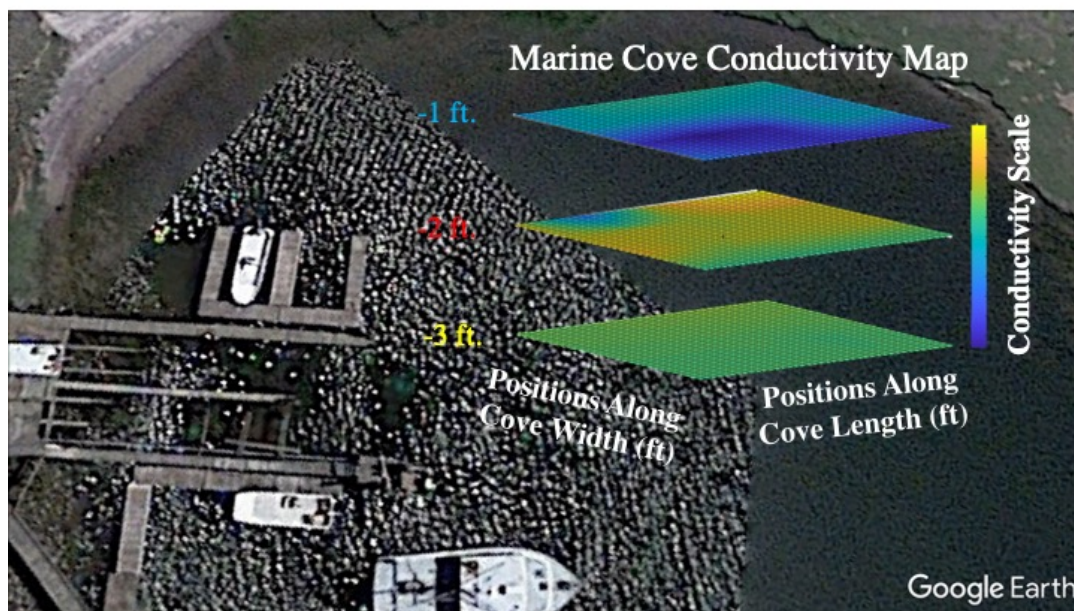 Marine Cove Conductivity Map
-1 ft.
-2 ft.
-3 ft.
Conductivity Scale
Positions Along
Cove Width (ft)
Positions Along
Cove Length (ft)
Google Earth